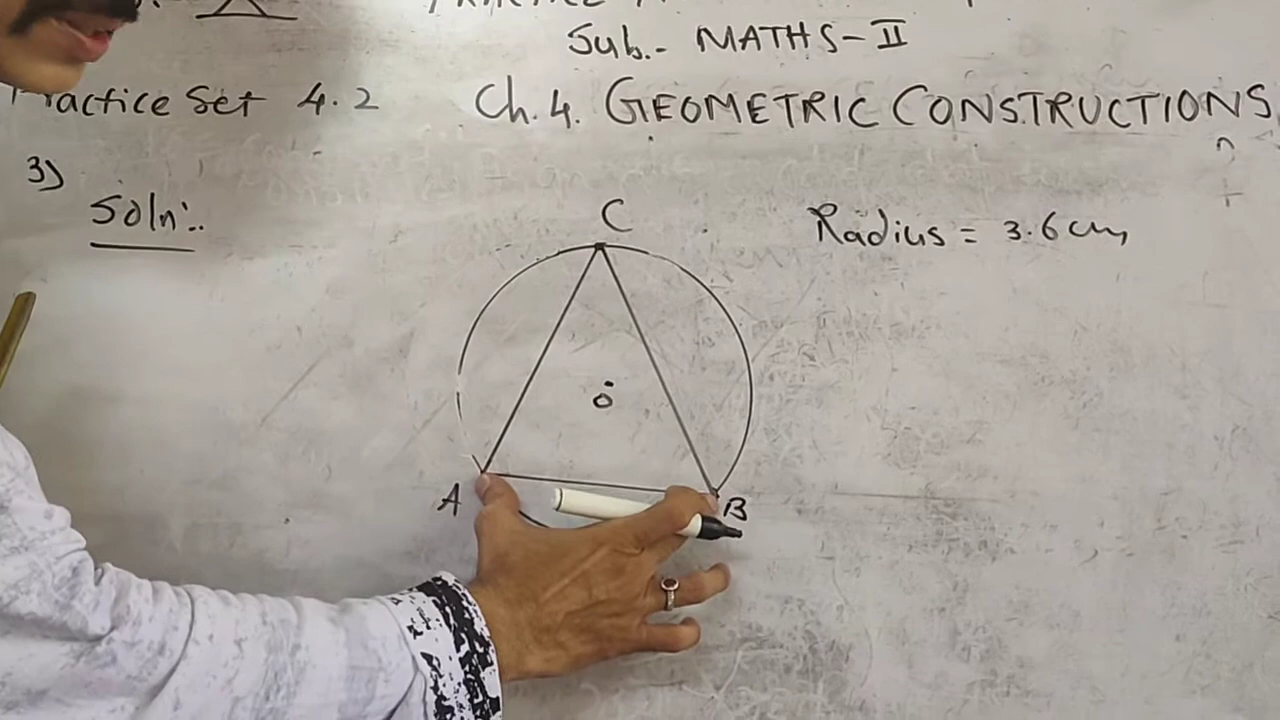 Sub.- MATHS-II
Practice Set 4.2 Ch.4. GEOMETRIC CONSTRUCTIONS
3)
Soln:.
C
Radius = 3.6 cm
O
A
B